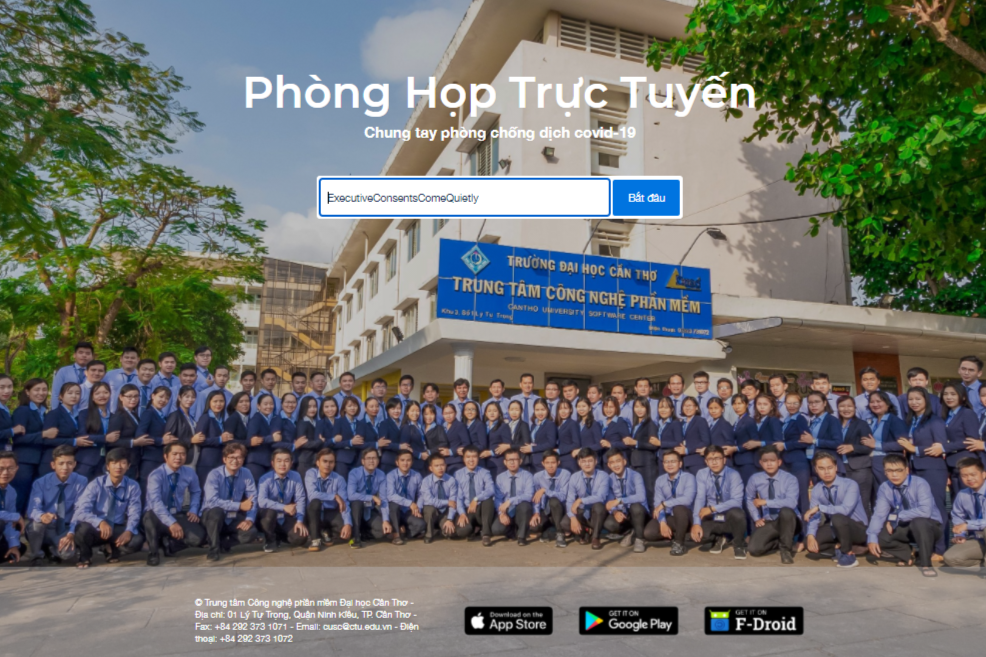 Phòng Họp Trực Tuyến
Chung tay phòng chống dịch covid-19
ExecutiveConsentsComeQuietly
Bắt đầu
TRƯỜNG ĐẠI HỌC CẦN THƠ
TRUNG TÂM CÔNG NGHỆ PHẦN MỀM
CANTHO UNIVERSITY SOFTWARE CENTER
© Trung tâm Công nghệ phần mềm Đại học Cần Thơ -
Địa chỉ: 01 Lý Tự Trọng, Quận Ninh Kiều, TP. Cần Thơ -
Fax: +84 292 373 1071 - Email: cusc@ctu.edu.vn - Điện
thoại: +84 292 373 1072
Download on the
App Store
GET IT ON
Google Play
GET IT ON
F-Droid